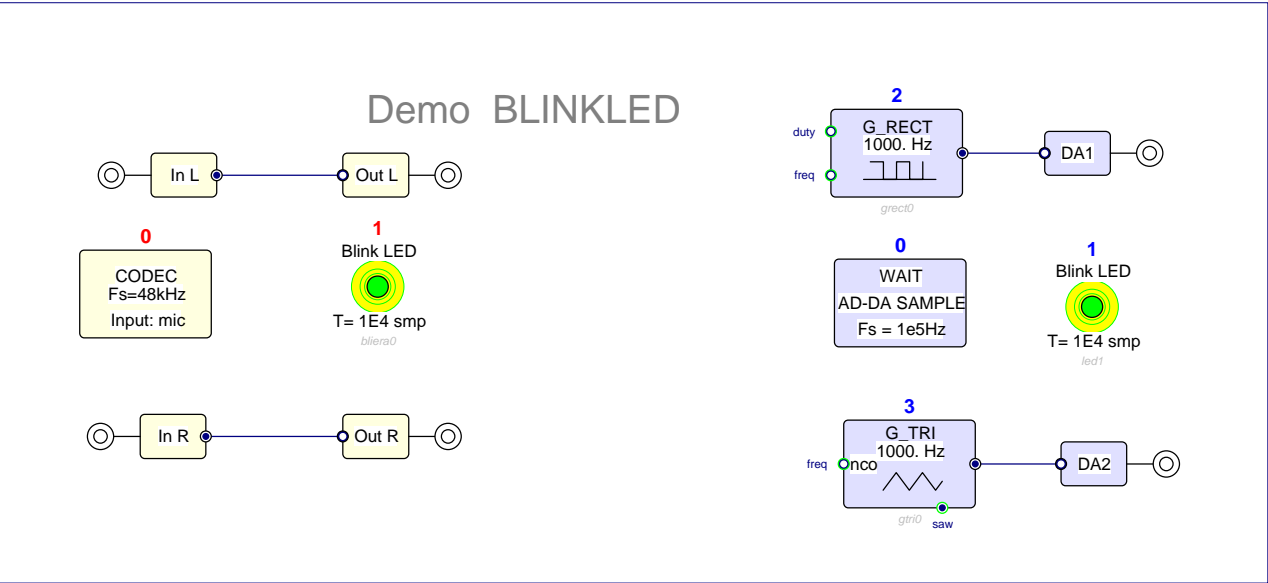 Demo BLINKLED
In L
Out L
0
CODEC
Fs=48kHz
Input: mic
1
Blink LED
T= 1E4 smp
bliera0
In R
Out R
2
duty
freq
G_RECT
1000. Hz
grect0
DA1
0
WAIT
AD-DA SAMPLE
Fs = 1e5Hz
1
Blink LED
T= 1E4 smp
led1
3
G_TRI
1000. Hz
freq
nco
gtri0
saw
DA2